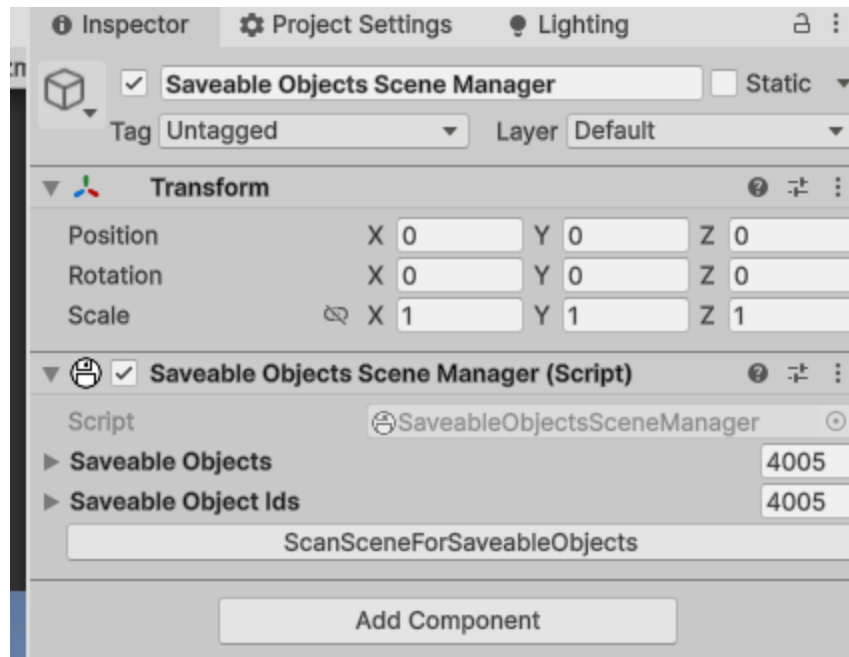 Inspector Project Settings Lighting
Saveable Objects Scene Manager Static
Tag Untagged Layer Default
Transform
Position X 0 Y 0 Z 0
Rotation X 0 Y 0 Z 0
Scale X 1 Y 1 Z 1
Saveable Objects Scene Manager (Script)
Script SaveableObjectsSceneManager
Saveable Objects 4005
Saveable Object Ids 4005
ScanSceneForSaveableObjects
Add Component